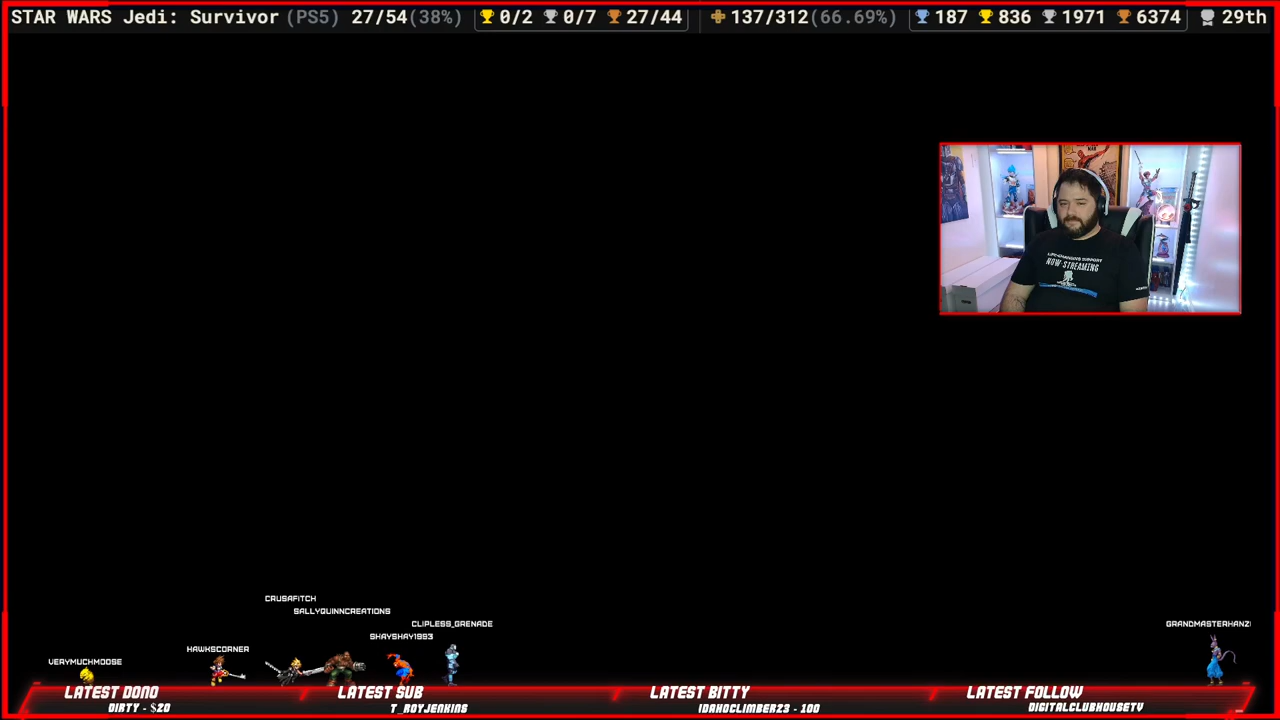 STAR WARS Jedi: Survivor (PS5) 27/54(38%) 0/2 0/7 27/44 137/312(66.69%) 187 836 1971 6374 29th
NOW-STREAMING
CRUSAFITCH
SALLYQUINNCREATIONS
CLIPLESS_GRENADE
GRANDMASTERHANZ
SHAYSHAY1993
HAWKSCORNER
VERYMUCHMOOSE
LATEST DONO LATEST SUB LATEST BITTY LATEST FOLLOW
DIRTY - $20 T_ROYJENKINS IDAHOCLIMBER23 - 100 DIGITALCLUBHOUSETV